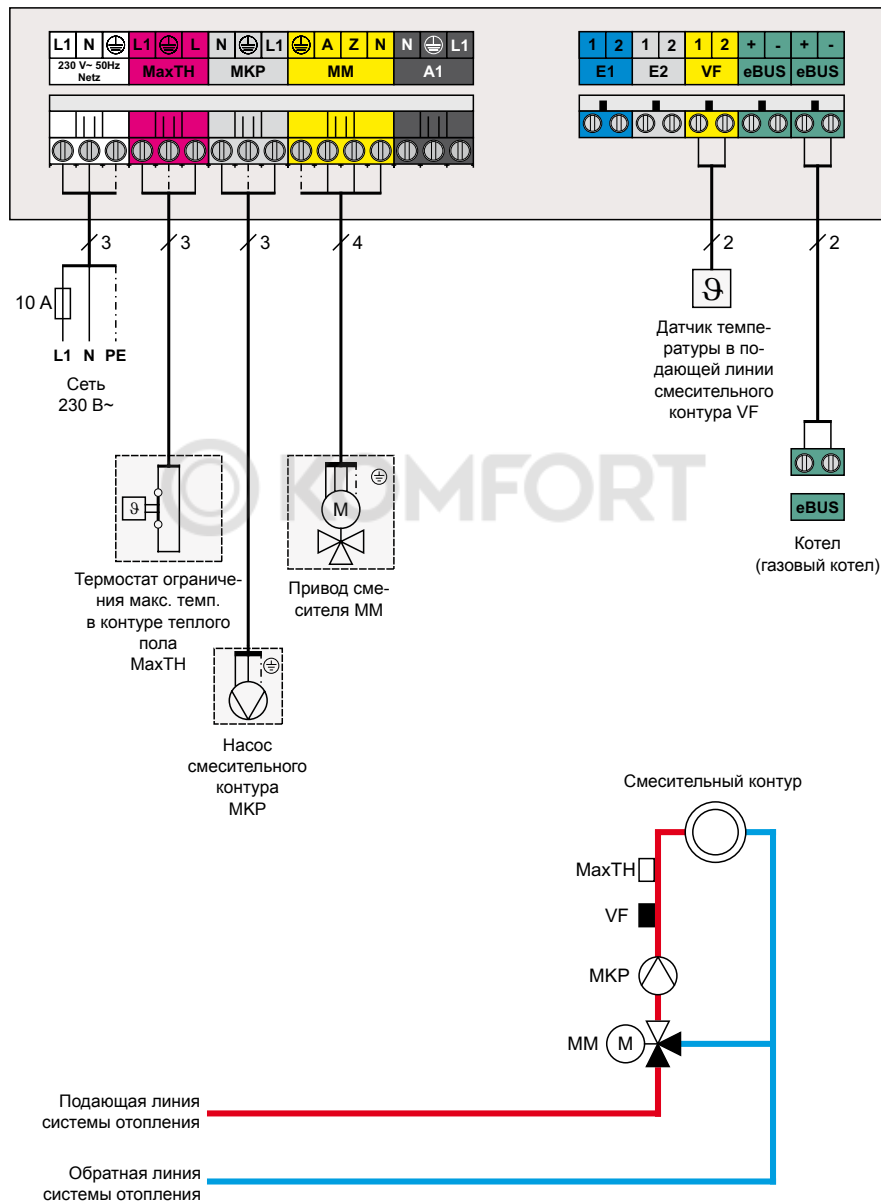 L1 N L1 L N L1 A Z N N L1
230 V~ 50Hz
Netz
MaxTH MKP MM A1
1 2 1 2 1 2 + - + -
E1 E2 VF eBUS eBUS
3 3 3 4 2 2
10 A
L1 N PE
Сеть
230 В~
ϑ
Датчик темпе-
ратуры в по-
дающей линии
смесительного
контура VF
KOMFORT
ϑ
M
eBUS
Котел
(газовый котел)
Термостат ограниче-
ния макс. темп.
в контуре теплого
пола
MaxTH
Привод сме-
сителя ММ
Насос
смесительного
контура
МКР
Смесительный контур
MaxTH
VF
MKP
MM M
Подающая линия
системы отопления
Обратная линия
системы отопления